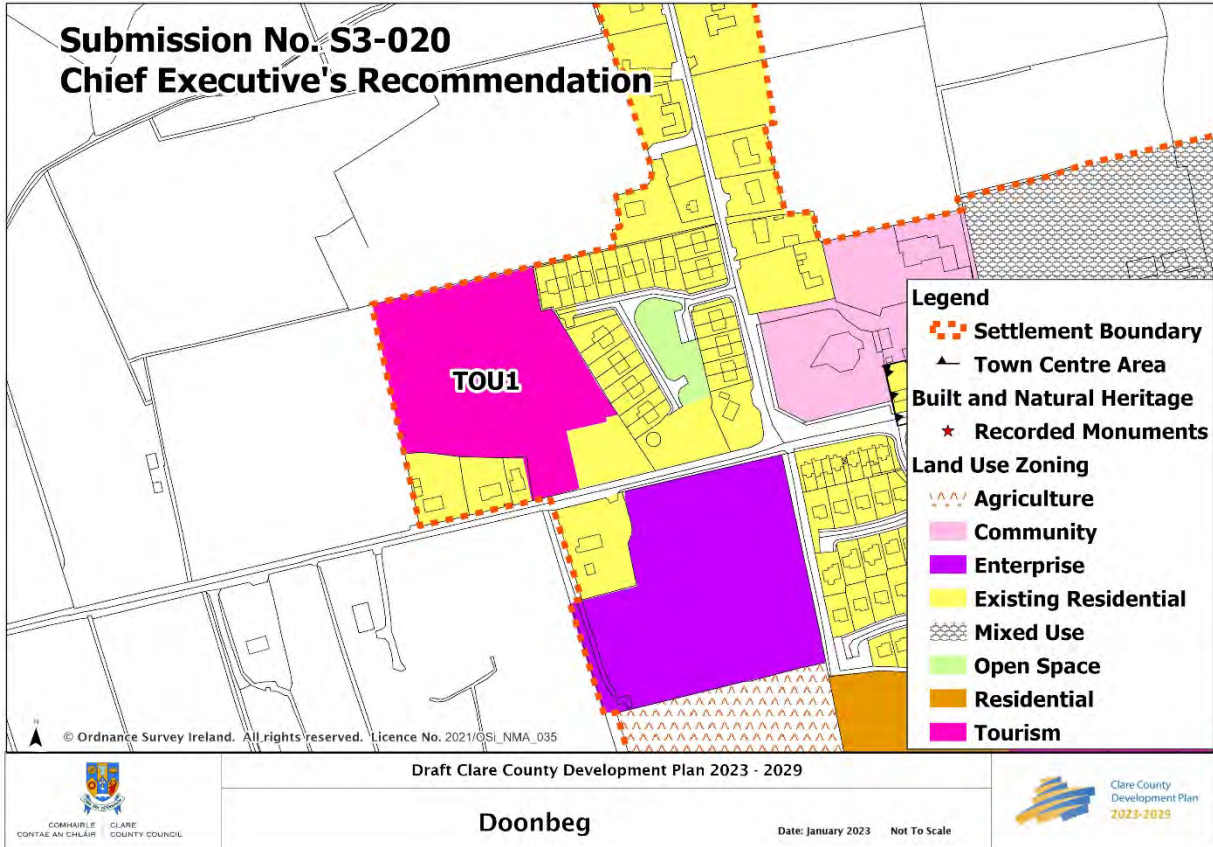 Submission No. S3-020
Chief Executive's Recommendation
TOU1
Legend
Settlement Boundary
Town Centre Area
Built and Natural Heritage
Recorded Monuments
Land Use Zoning
Agriculture
Community
Enterprise
Existing Residential
Mixed Use
Open Space
Residential
Tourism
N
© Ordnance Survey Ireland. All rights reserved. Licence No. 2021/OSi_NMA_035
COMHAIRLE CLARE
CONTAE AN CHLÁIR COUNTY COUNCIL
Draft Clare County Development Plan 2023 - 2029
Doonbeg
Date: January 2023 Not To Scale
Clare County
Development Plan
2023-2029